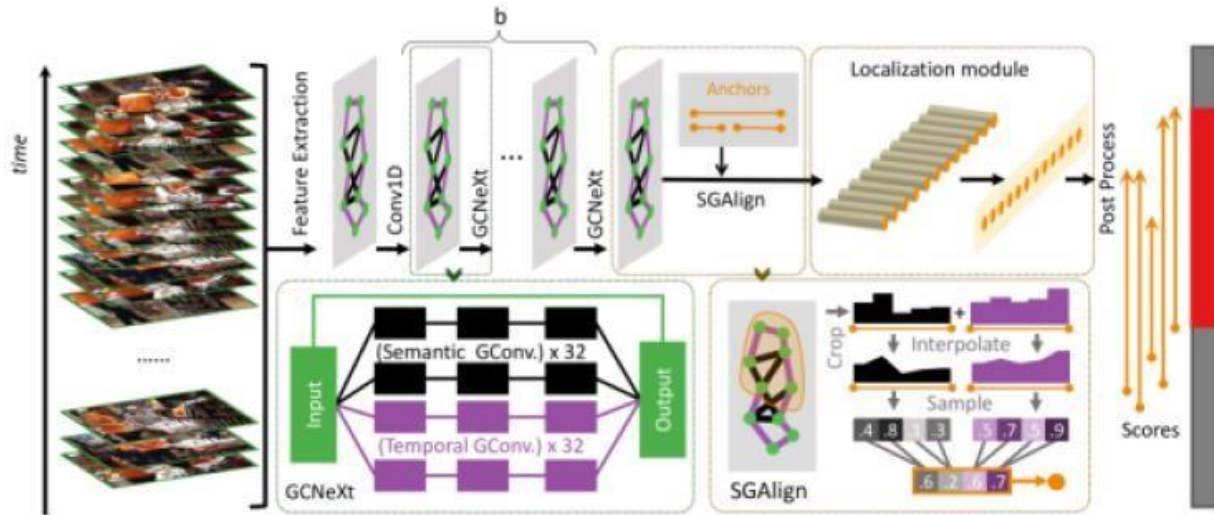 b
time
Feature Extraction
Conv1D
GCNeXt
...
GCNeXt
Anchors
SGAlign
Localization module
Post Process
......
Input
(Semantic GConv.) x 32
(Temporal GConv.) x 32
Output
GCNeXt
Crop
+
Interpolate
Sample
.4 .8 .1 .3
.5 .7 .5 .9
.6 .2 .6 .7
SGAlign
Scores